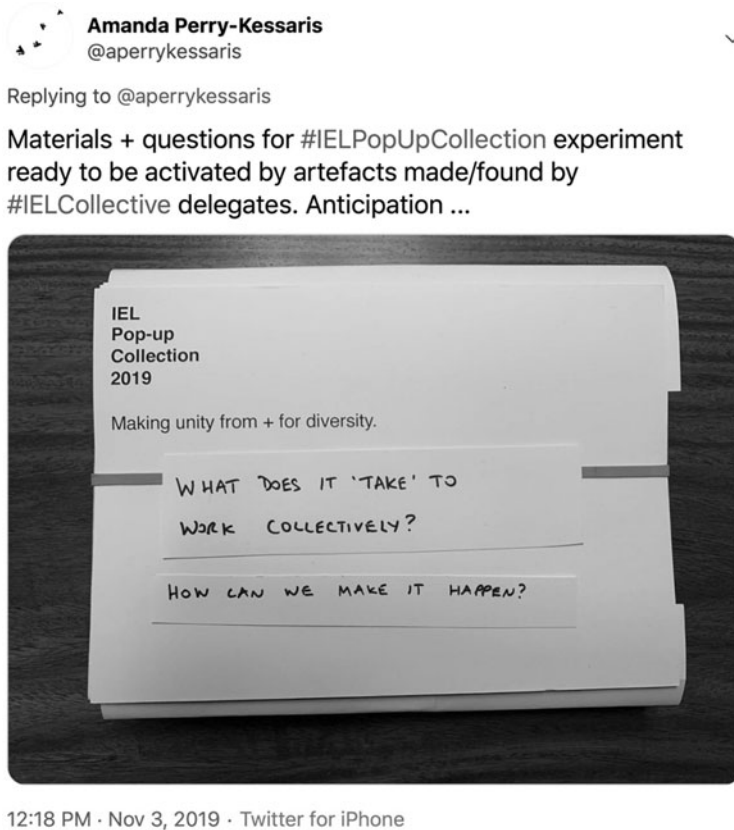 Amanda Perry-Kessaris
@aperrykessaris
Replying to @aperrykessaris
Materials + questions for #IELPopUpCollection experiment
ready to be activated by artefacts made/found by
#IELCollective delegates. Anticipation ...
IEL
Pop-up
Collection
2019
Making unity from + for diversity.
WHAT DOES IT 'TAKE' TO
WORK COLLECTIVELY?
HOW CAN WE MAKE IT HAPPEN?
12:18 PM · Nov 3, 2019 · Twitter for iPhone